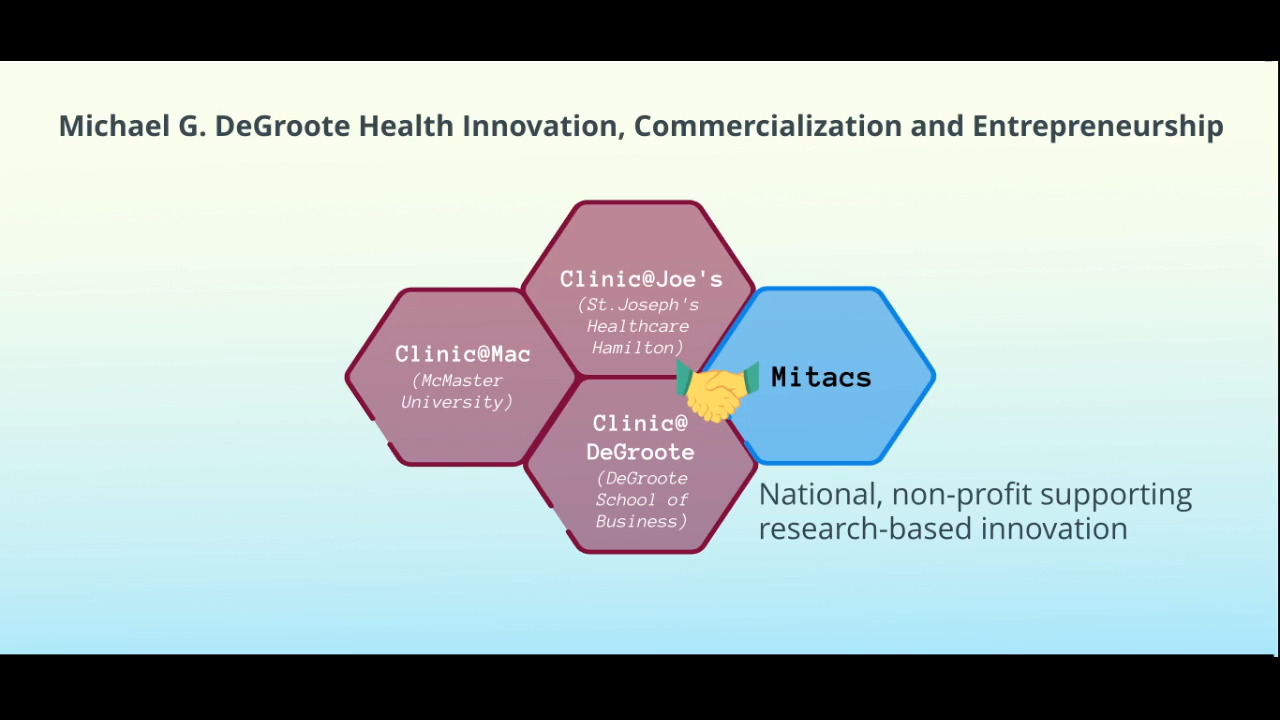 Michael G. DeGroote Health Innovation, Commercialization and Entrepreneurship
Clinic@Joe's
(St.Joseph's
Healthcare
Hamilton)
Clinic@Mac
(McMaster
University)
Mitacs
Clinic@
DeGroote
(DeGroote
School of
Business)
National, non-profit supporting
research-based innovation